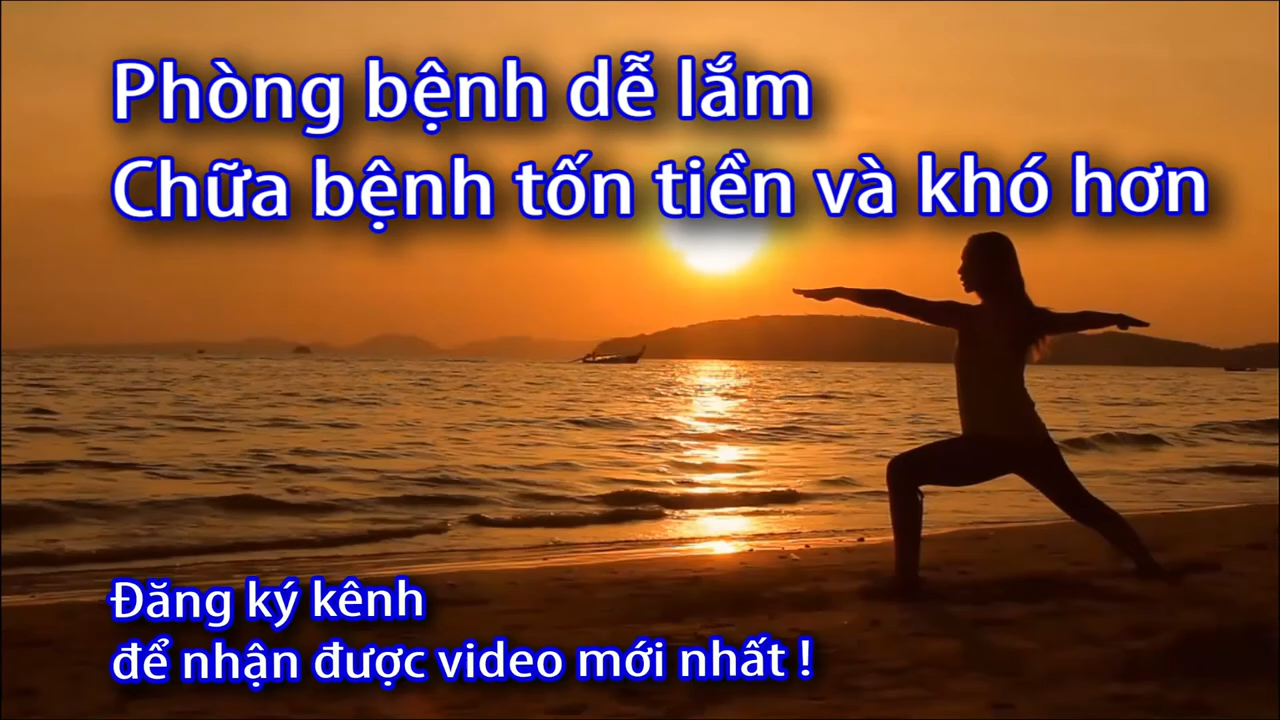 Phòng bệnh dễ lắm
Chữa bệnh tốn tiền và khó hơn
Đăng ký kênh
để nhận được video mới nhất !